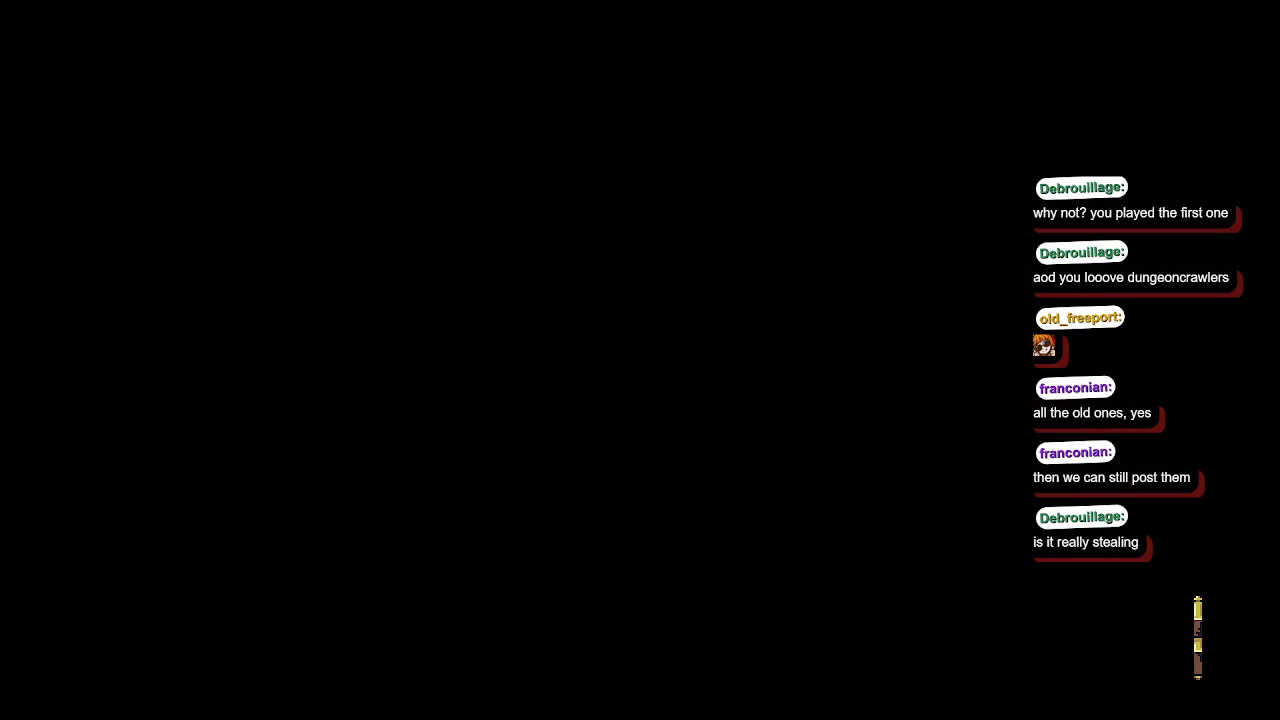 Debrouillage:
why not? you played the first one
Debrouillage:
aod you looove dungeoncrawlers
old_freeport:
franconian:
all the old ones, yes
franconian:
then we can still post them
Debrouillage:
is it really stealing